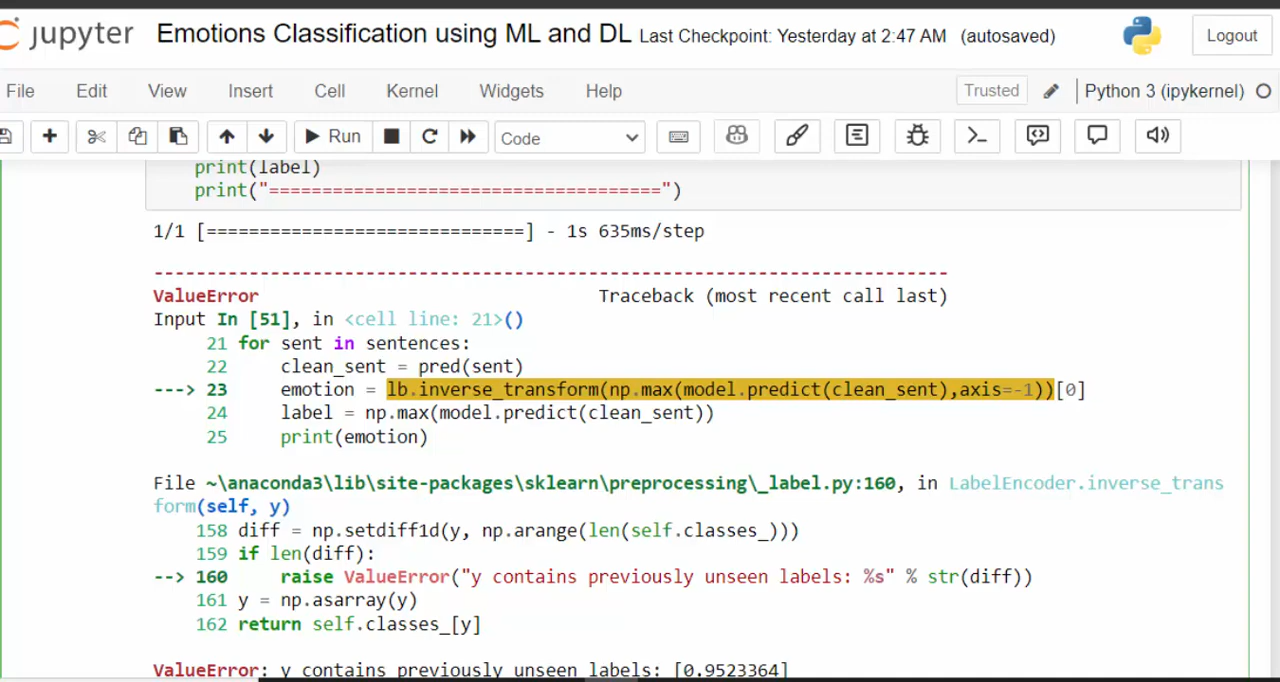 jupyter Emotions Classification using ML and DL Last Checkpoint: Yesterday at 2:47 AM (autosaved) Logout
File Edit View Insert Cell Kernel Widgets Help Trusted Python 3 (ipykernel)
Run Code
print(label)
print("=====================================")
1/1 [==============================] - 1s 635ms/step
---------------------------------------------------------------------------
ValueError Traceback (most recent call last)
Input In [51], in <cell line: 21>()
21 for sent in sentences:
22 clean_sent = pred(sent)
---> 23 emotion = lb.inverse_transform(np.max(model.predict(clean_sent),axis=-1))[0]
24 label = np.max(model.predict(clean_sent))
25 print(emotion)
File ~\anaconda3\lib\site-packages\sklearn\preprocessing\_label.py:160, in LabelEncoder.inverse_trans
form(self, y)
158 diff = np.setdiff1d(y, np.arange(len(self.classes_)))
159 if len(diff):
--> 160 raise ValueError("y contains previously unseen labels: %s" % str(diff))
161 y = np.asarray(y)
162 return self.classes_[y]
ValueError: y contains previously unseen labels: [0.9523364]